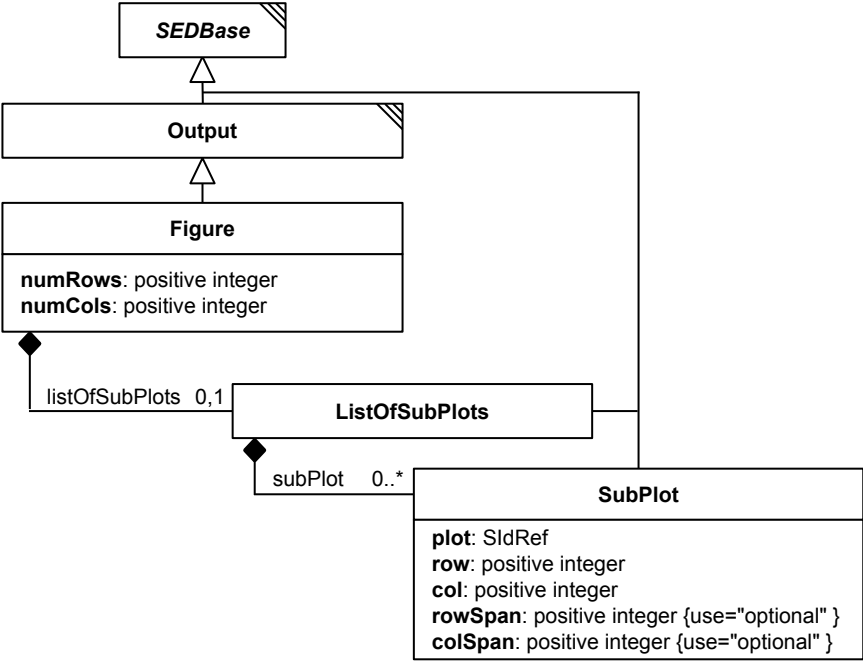 SEDBase
Output
Figure
numRows: positive integer
numCols: positive integer
listOfSubPlots 0,1
ListOfSubPlots
subPlot 0..*
SubPlot
plot: SIdRef
row: positive integer
col: positive integer
rowSpan: positive integer {use="optional" }
colSpan: positive integer {use="optional" }